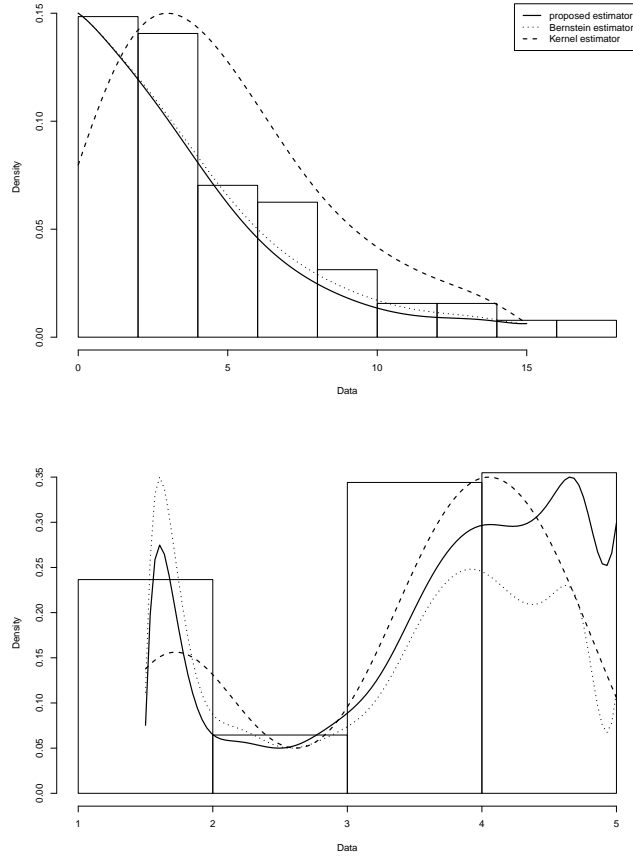 proposed estimator
Bernstein estimator
Kernel estimator
Density
0.15
0.10
0.05
0.00
0 5 10 15
Data
Density
0.35
0.30
0.25
0.20
0.15
0.10
0.05
0.00
1 2 3 4 5
Data